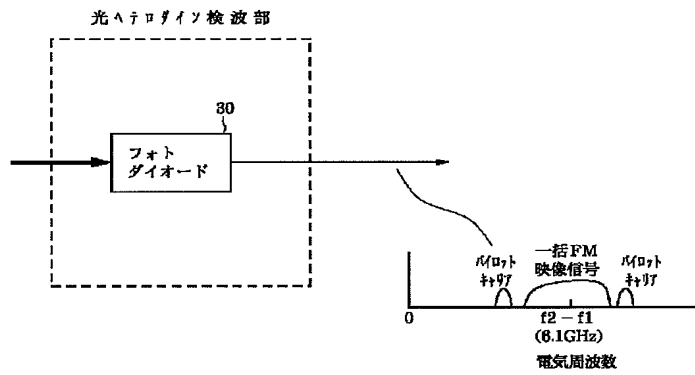 光ヘテロダイン検波部
30
フォト
ダイオード
パイロット
キャリア
一括FM
映像信号
パイロット
キャリア
0
f2－f1
(6.1GHz)
電気周波数